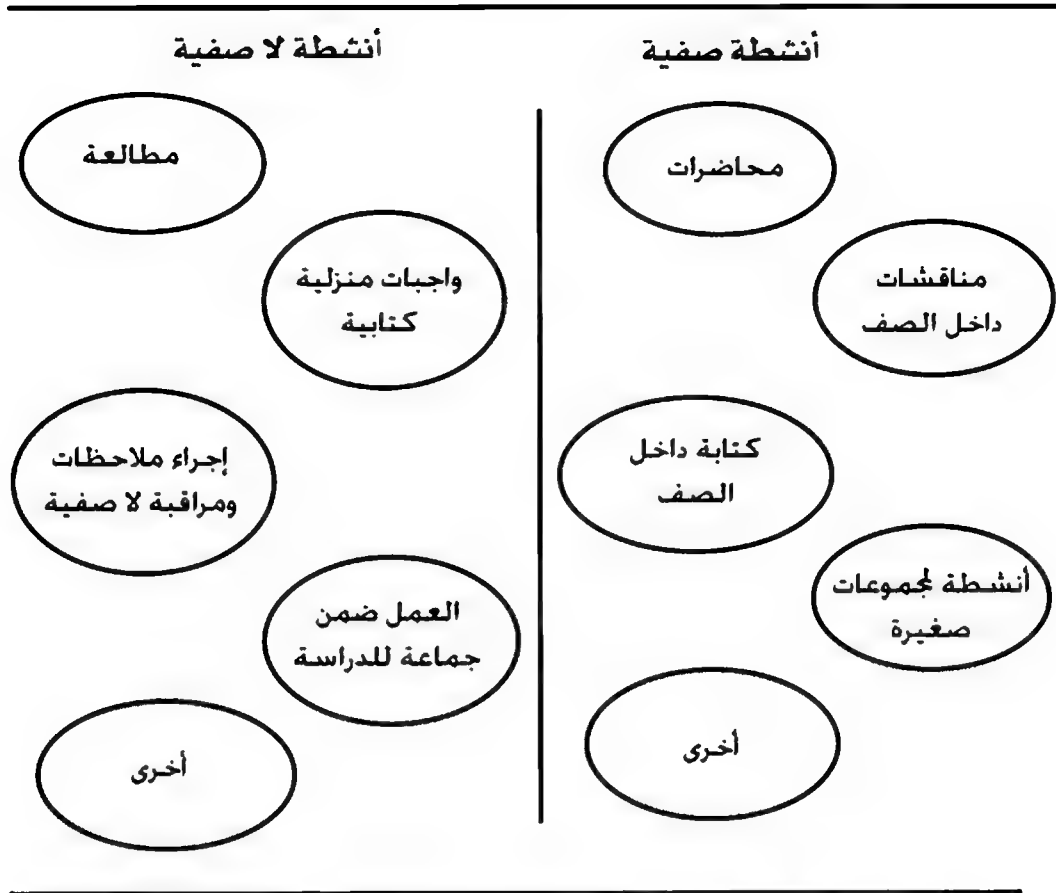 أنشطة صفية
محاضرات
مناقشات
داخل الصف
كتابة داخل
الصف
أنشطة لمجموعات
صغيرة
أخرى
أنشطة لا صفية
مطالعة
واجبات منزلية
كتابية
إجراء ملاحظات
ومراقبة لا صفية
العمل ضمن
جماعة للدراسة
أخرى